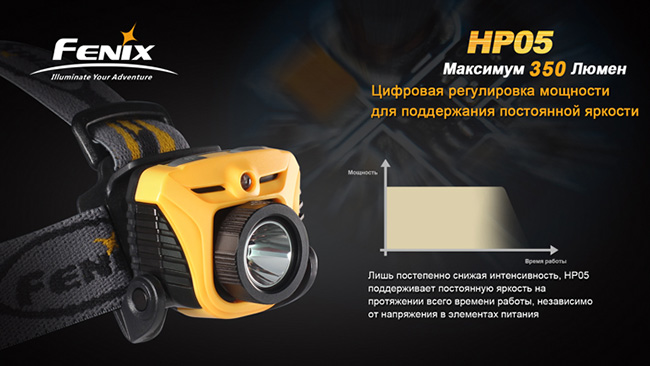 FENIX
Illuminate Your Adventure
HP05
Максимум 350 Люмен
Цифровая регулировка мощности
для поддержания постоянной яркости
Мощность
Время работы
Лишь постепенно снижая интенсивность, HP05
поддерживает постоянную яркость на
протяжении всего времени работы, независимо
от напряжения в элементах питания
FENIX